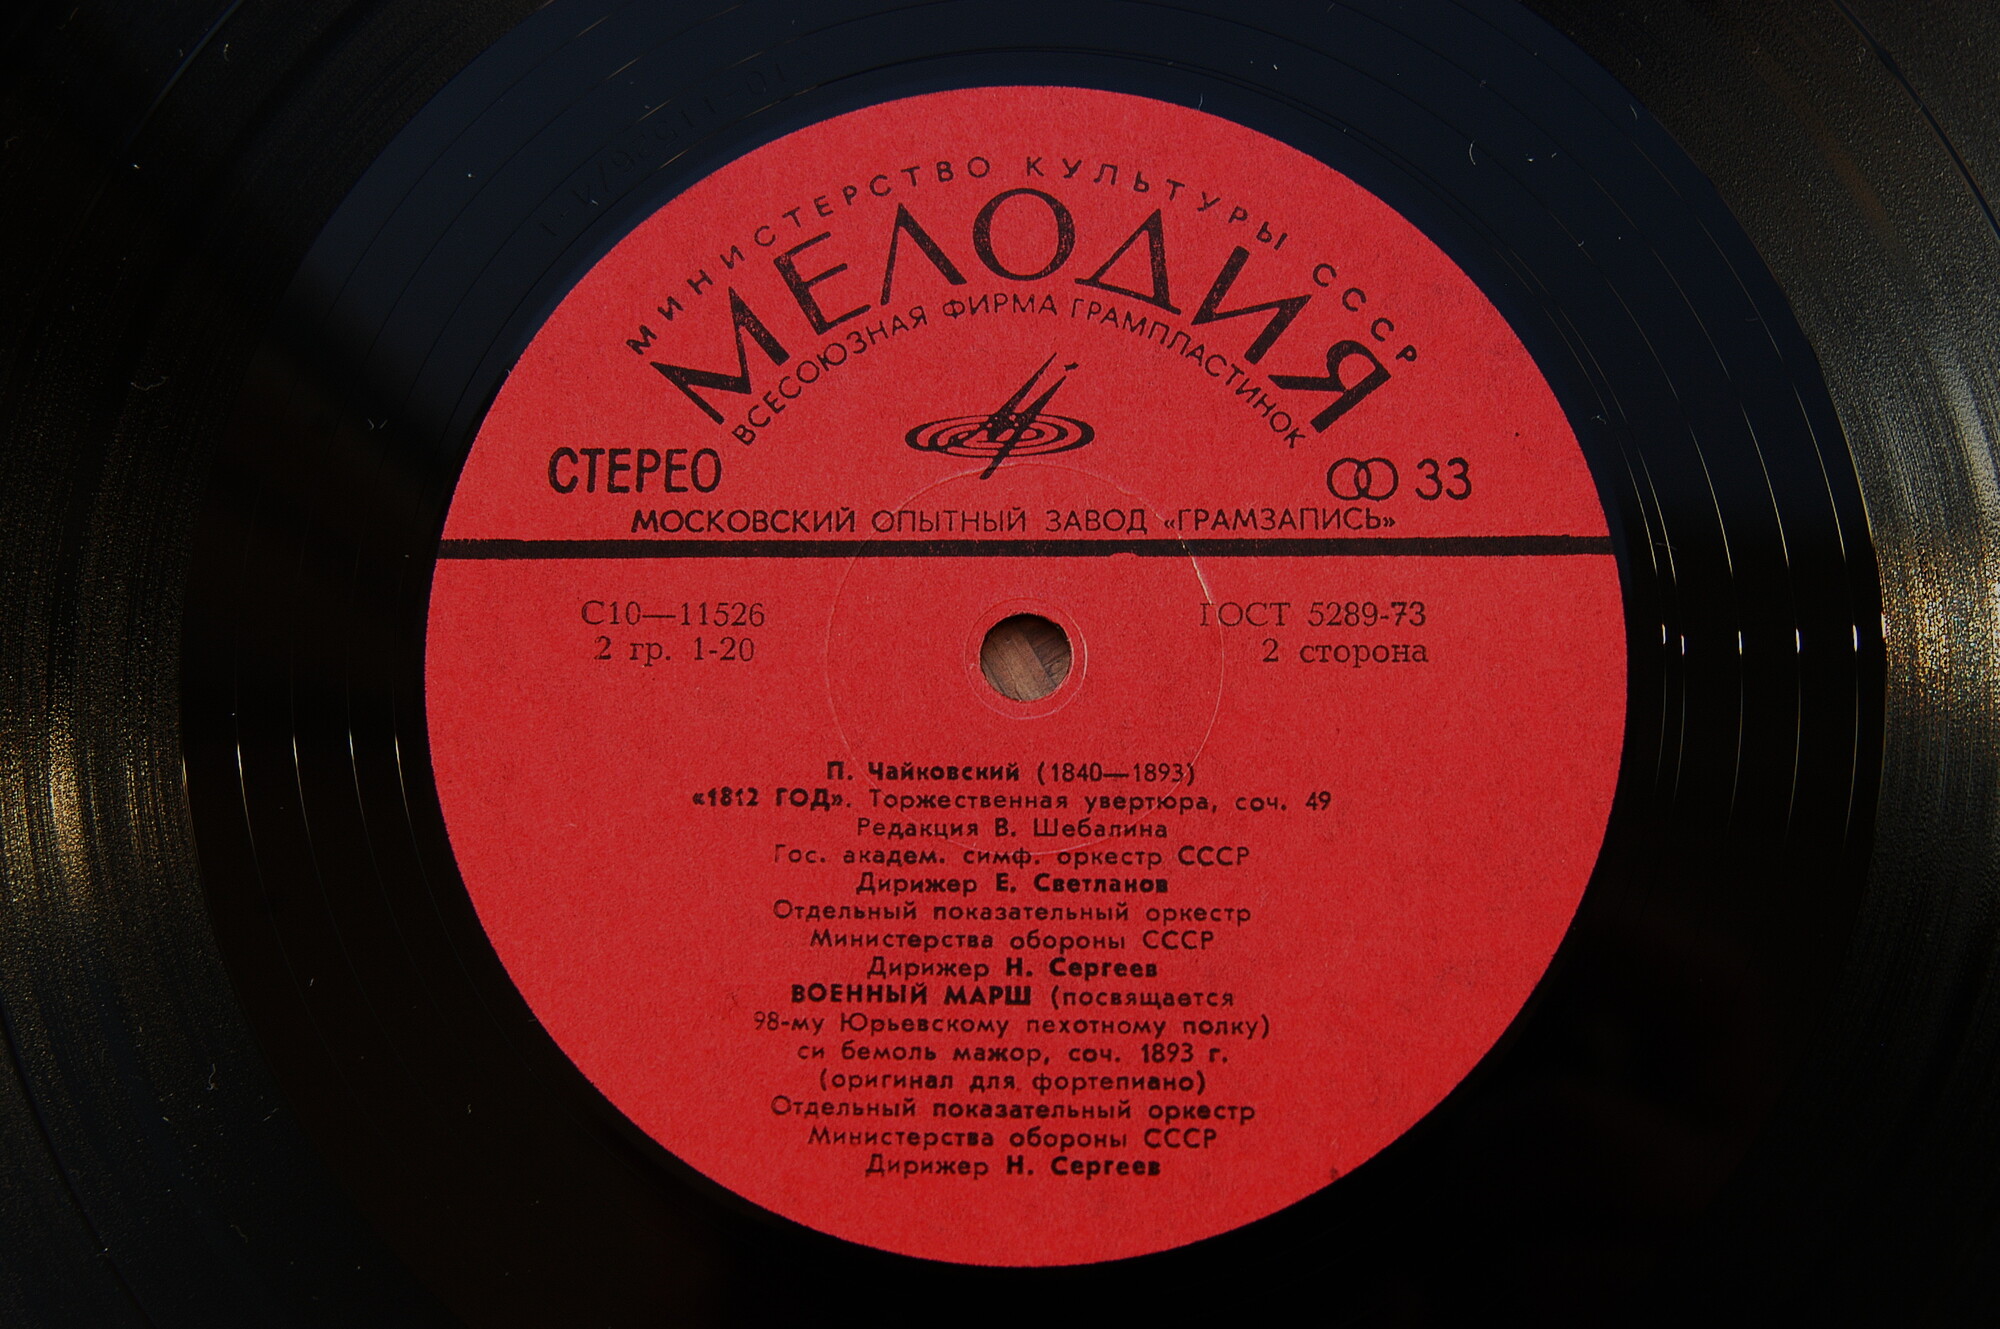 МИНИСТЕРСТВО КУЛЬТУРЫ СССР
МЕЛОДИЯ
ВСЕСОЮЗНАЯ ФИРМА ГРАМПЛАСТИНОК
СТЕРЕО
33
МОСКОВСКИЙ ОПЫТНЫЙ ЗАВОД «ГРАМЗАПИСЬ»
С10—11526
ГОСТ 5289-73
2 гр. 1-20
2 сторона
П. Чайковский (1840—1893)
«1812 ГОД». Торжественная увертюра, соч. 49
Редакция В. Шебалина
Гос. академ. симф. оркестр СССР
Дирижер Е. Светланов
Отдельный показательный оркестр
Министерства обороны СССР
Дирижер Н. Сергеев
ВОЕННЫЙ МАРШ (посвящается
98-му Юрьевскому пехотному полку)
си бемоль мажор, соч. 1893 г.
(оригинал для фортепиано)
Отдельный показательный оркестр
Министерства обороны СССР
Дирижер Н. Сергеев